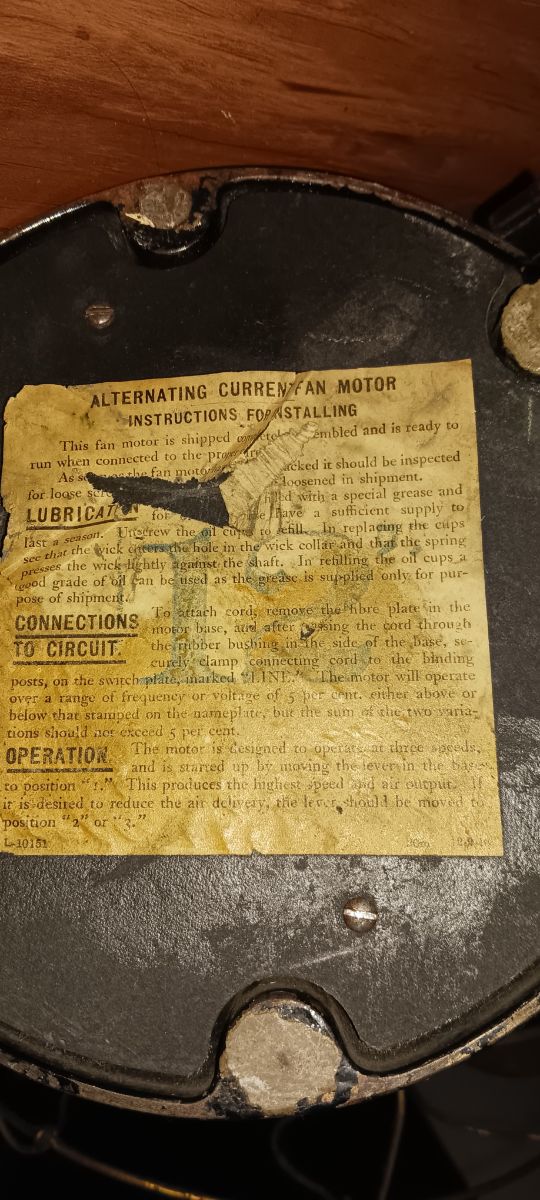 ALTERNATING CURRENT FAN MOTOR
INSTRUCTIONS FOR INSTALLING
This fan motor is shipped embled and is ready to
run when connected to the proper
As the fan motor acked it should be inspected
for loose loosened in shipment.
LUBRICATION for with a special grease and
have a sufficient supply to
last a season. Unscrew the oil cups to refill. In replacing the cups
see that the wick enters the hole in the wick collar and that the spring
presses the wick lightly against the shaft. In refilling the oil cups a
good grade of oil can be used as the grease is supplied only for pur-
pose of shipment.
CONNECTIONS To attach cord, remove the fibre plate in the
TO CIRCUIT. motor base, and after passing the cord through
the rubber bushing in the side of the base, se-
curely clamp connecting cord to the binding
posts, on the switch plate, marked "LINE." The motor will operate
over a range of frequency or voltage of 5 per cent. either above or
below that stamped on the nameplate, but the sum of the two varia-
tions should not exceed 5 per cent.
OPERATION. The motor is designed to operate at three speeds,
and is started up by moving the lever in the base
to position "1." This produces the highest speed and air output. If
it is desired to reduce the air delivery, the lever should be moved to
position "2" or "3."
L-10151